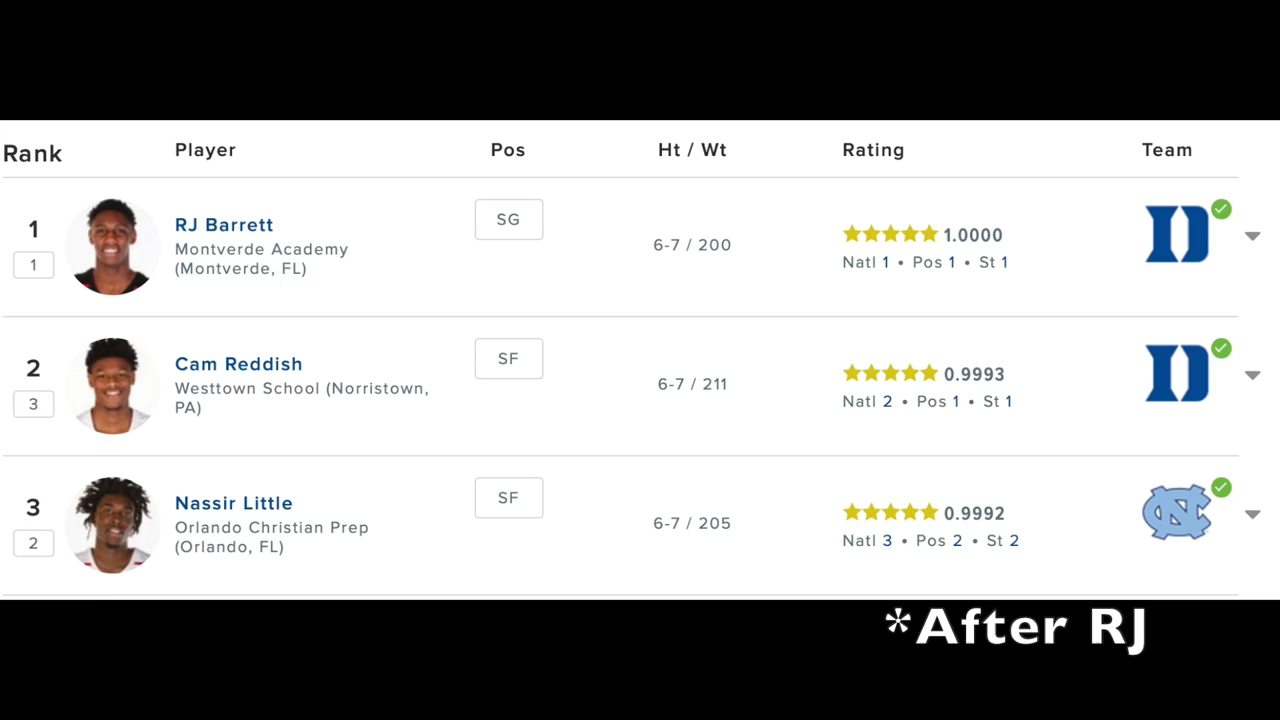 Rank Player Pos Ht / Wt Rating Team
1 RJ Barrett SG 6-7 / 200 1.0000
1 Montverde Academy Natl 1 • Pos 1 • St 1
(Montverde, FL)
2 Cam Reddish SF 6-7 / 211 0.9993
3 Westtown School (Norristown, Natl 2 • Pos 1 • St 1
PA)
3 Nassir Little SF 6-7 / 205 0.9992
2 Orlando Christian Prep Natl 3 • Pos 2 • St 2
(Orlando, FL)
*After RJ